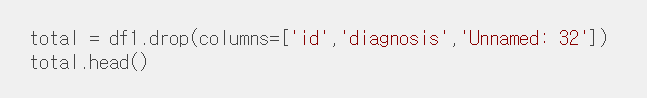 total = df1.drop(columns=['id','diagnosis','Unnamed: 32'])
total.head()